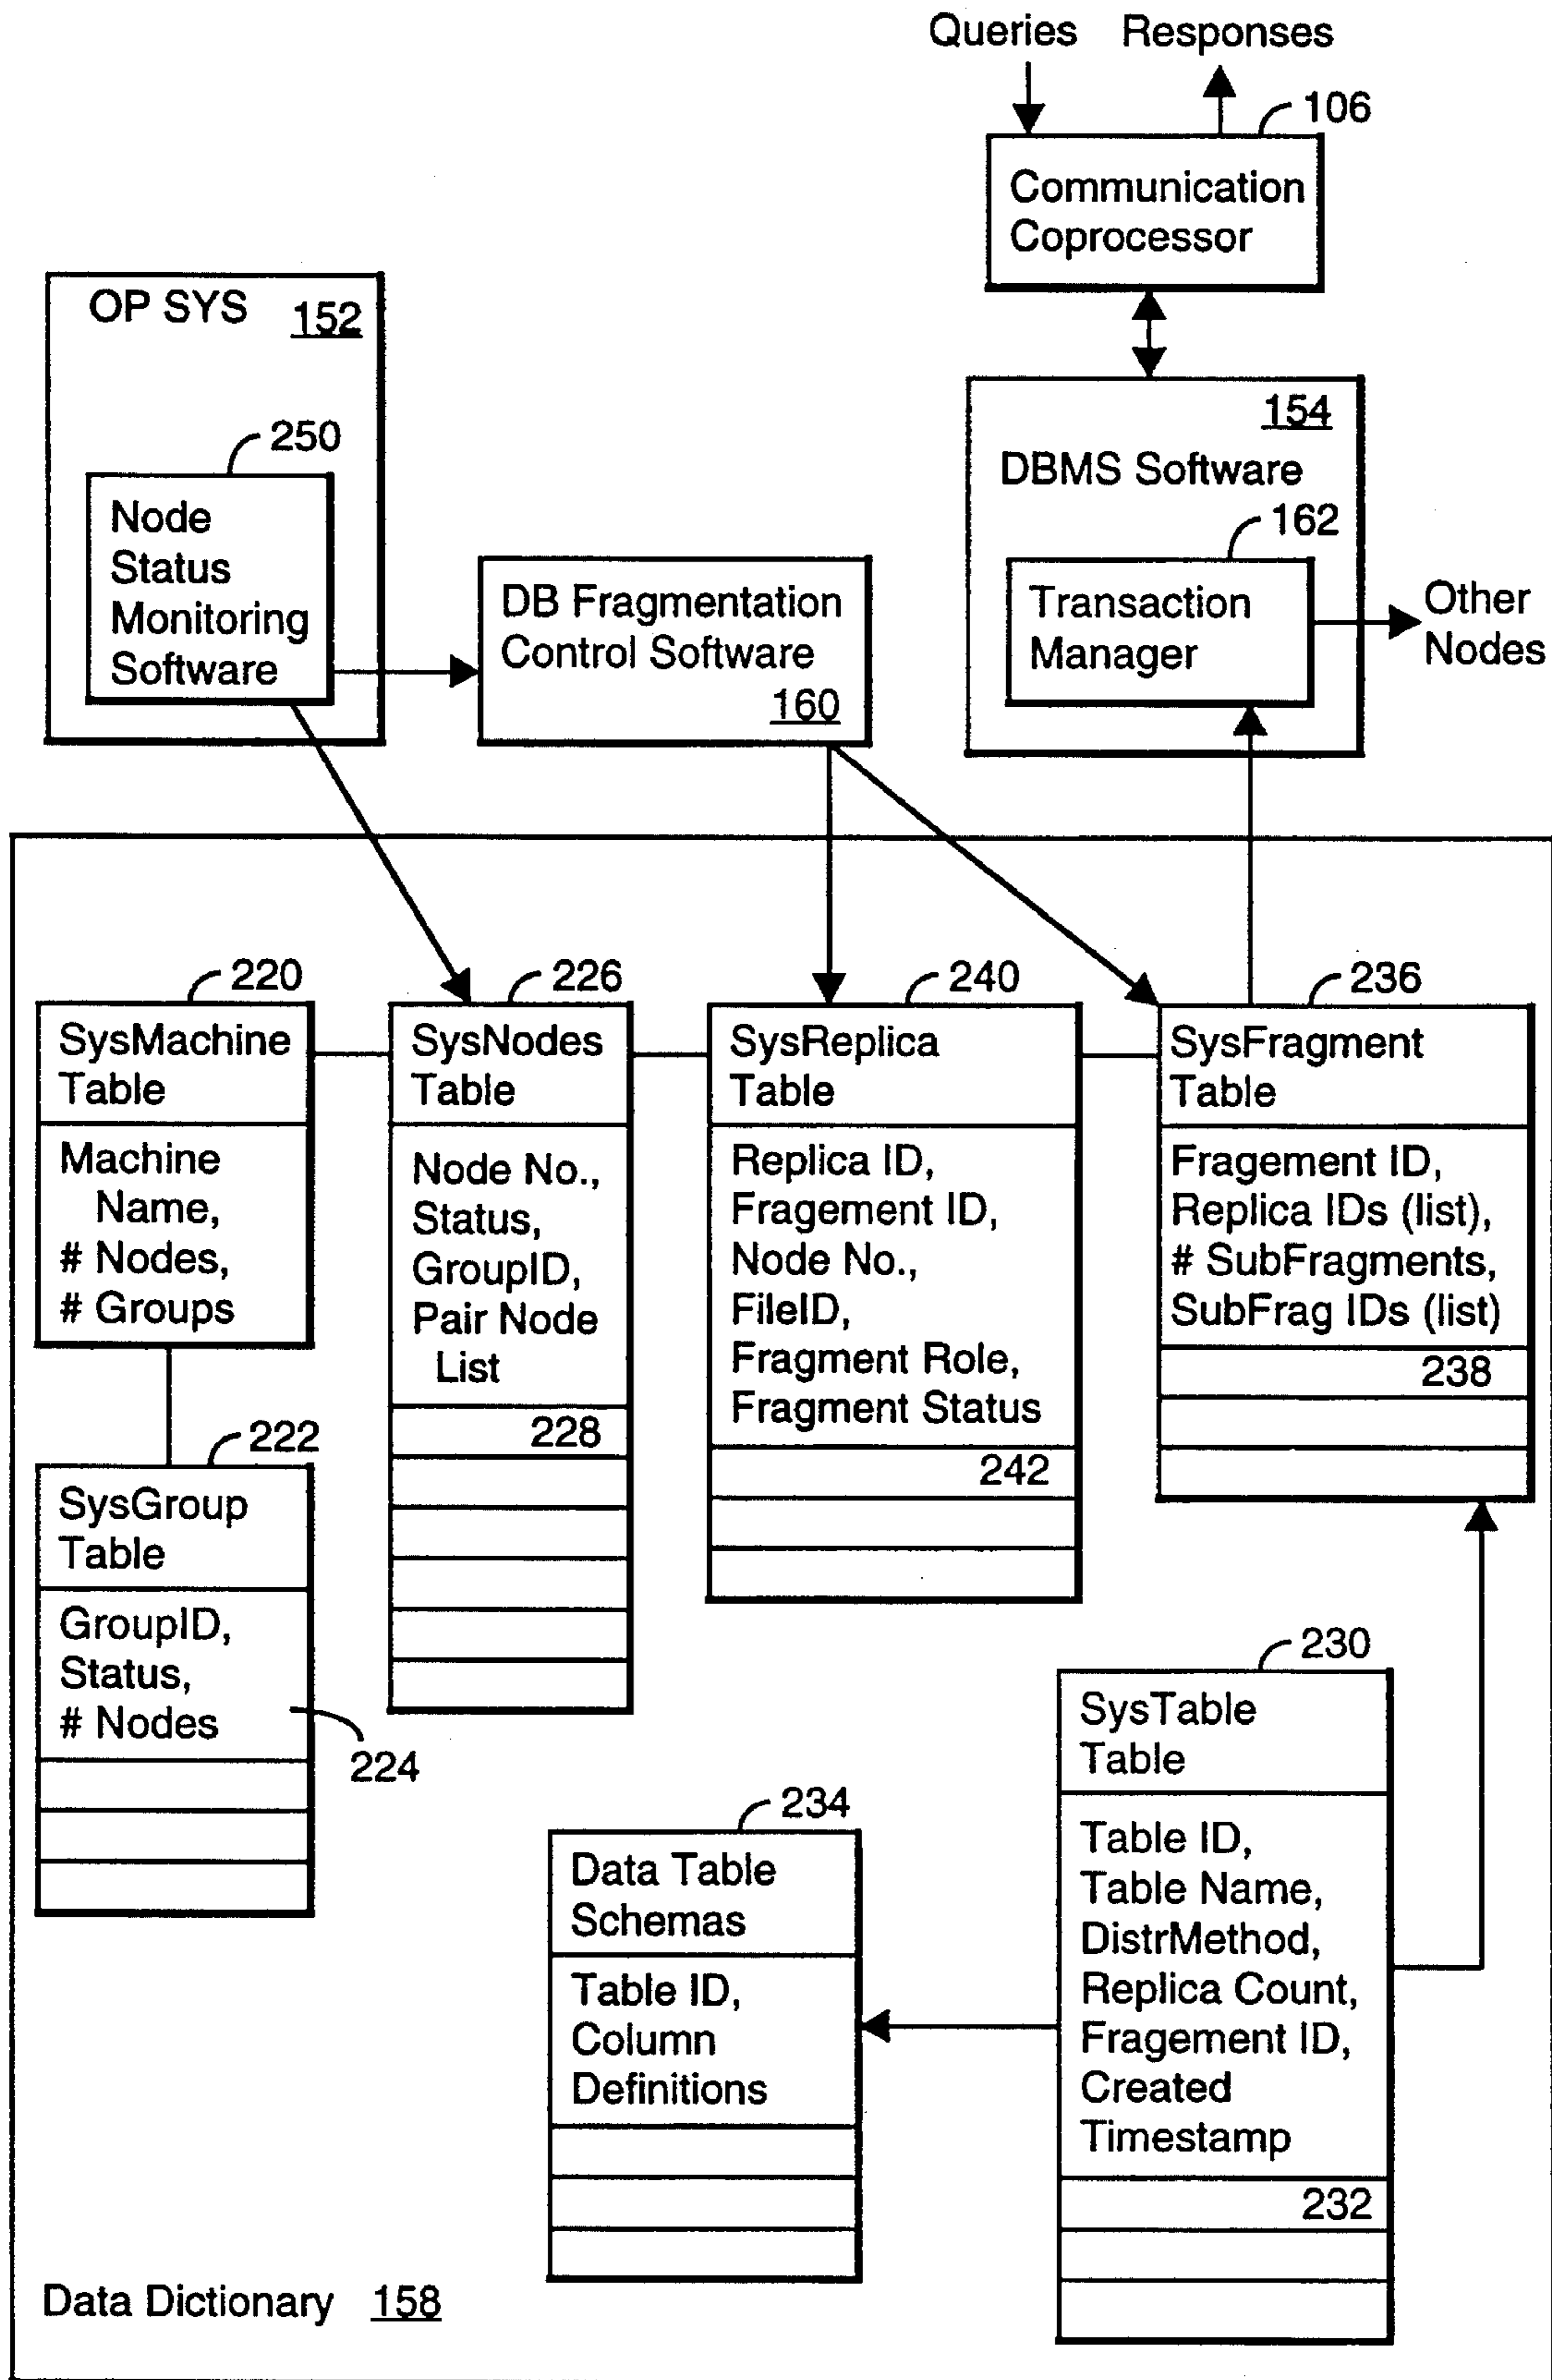 Queries Responses
106
Communication
Coprocessor
OP SYS 152
250
Node
Status
Monitoring
Software
DB Fragmentation
Control Software
160
154
DBMS Software
162
Transaction
Manager
Other
Nodes
220
SysMachine
Table
Machine
Name,
# Nodes,
# Groups
222
SysGroup
Table
GroupID,
Status,
# Nodes
224
226
SysNodes
Table
Node No.,
Status,
GroupID,
Pair Node
List
228
240
SysReplica
Table
Replica ID,
Fragement ID,
Node No.,
FileID,
Fragment Role,
Fragment Status
242
236
SysFragment
Table
Fragement ID,
Replica IDs (list),
# SubFragments,
SubFrag IDs (list)
238
230
SysTable
Table
Table ID,
Table Name,
DistrMethod,
Replica Count,
Fragement ID,
Created
Timestamp
232
234
Data Table
Schemas
Table ID,
Column
Definitions
Data Dictionary 158